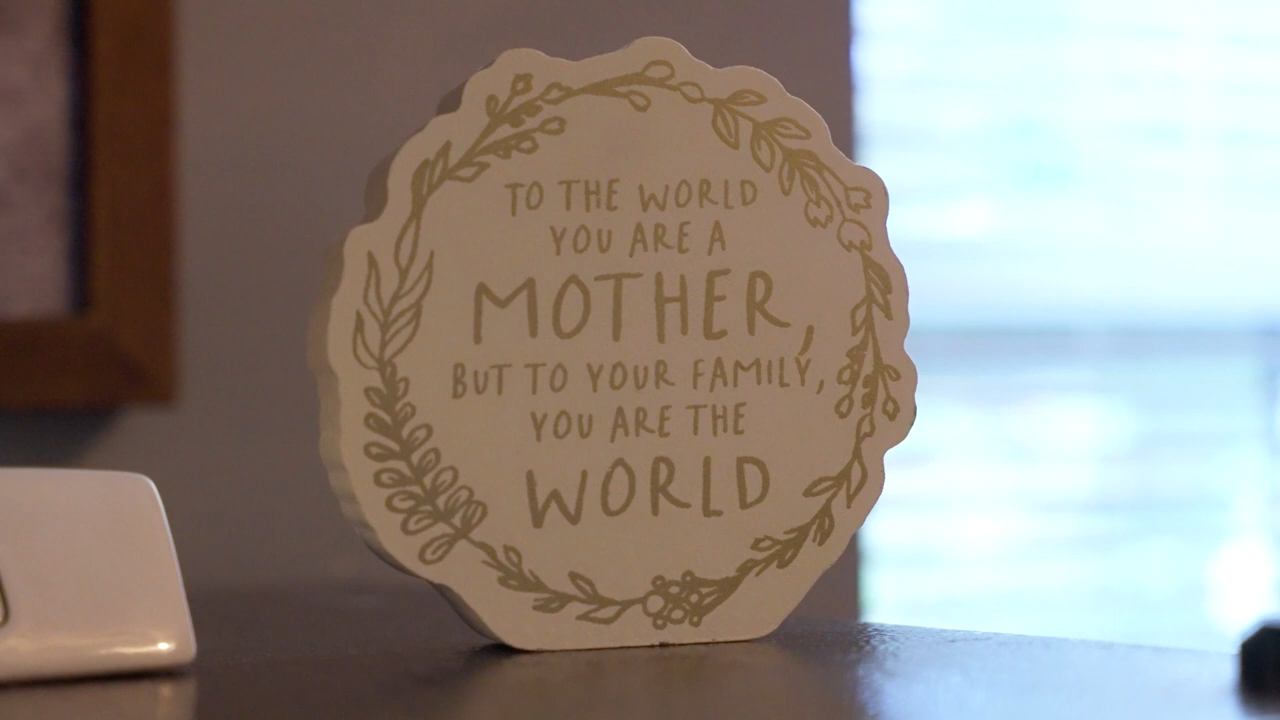 TO THE WORLD
YOU ARE A
MOTHER,
BUT TO YOUR FAMILY,
YOU ARE THE
WORLD